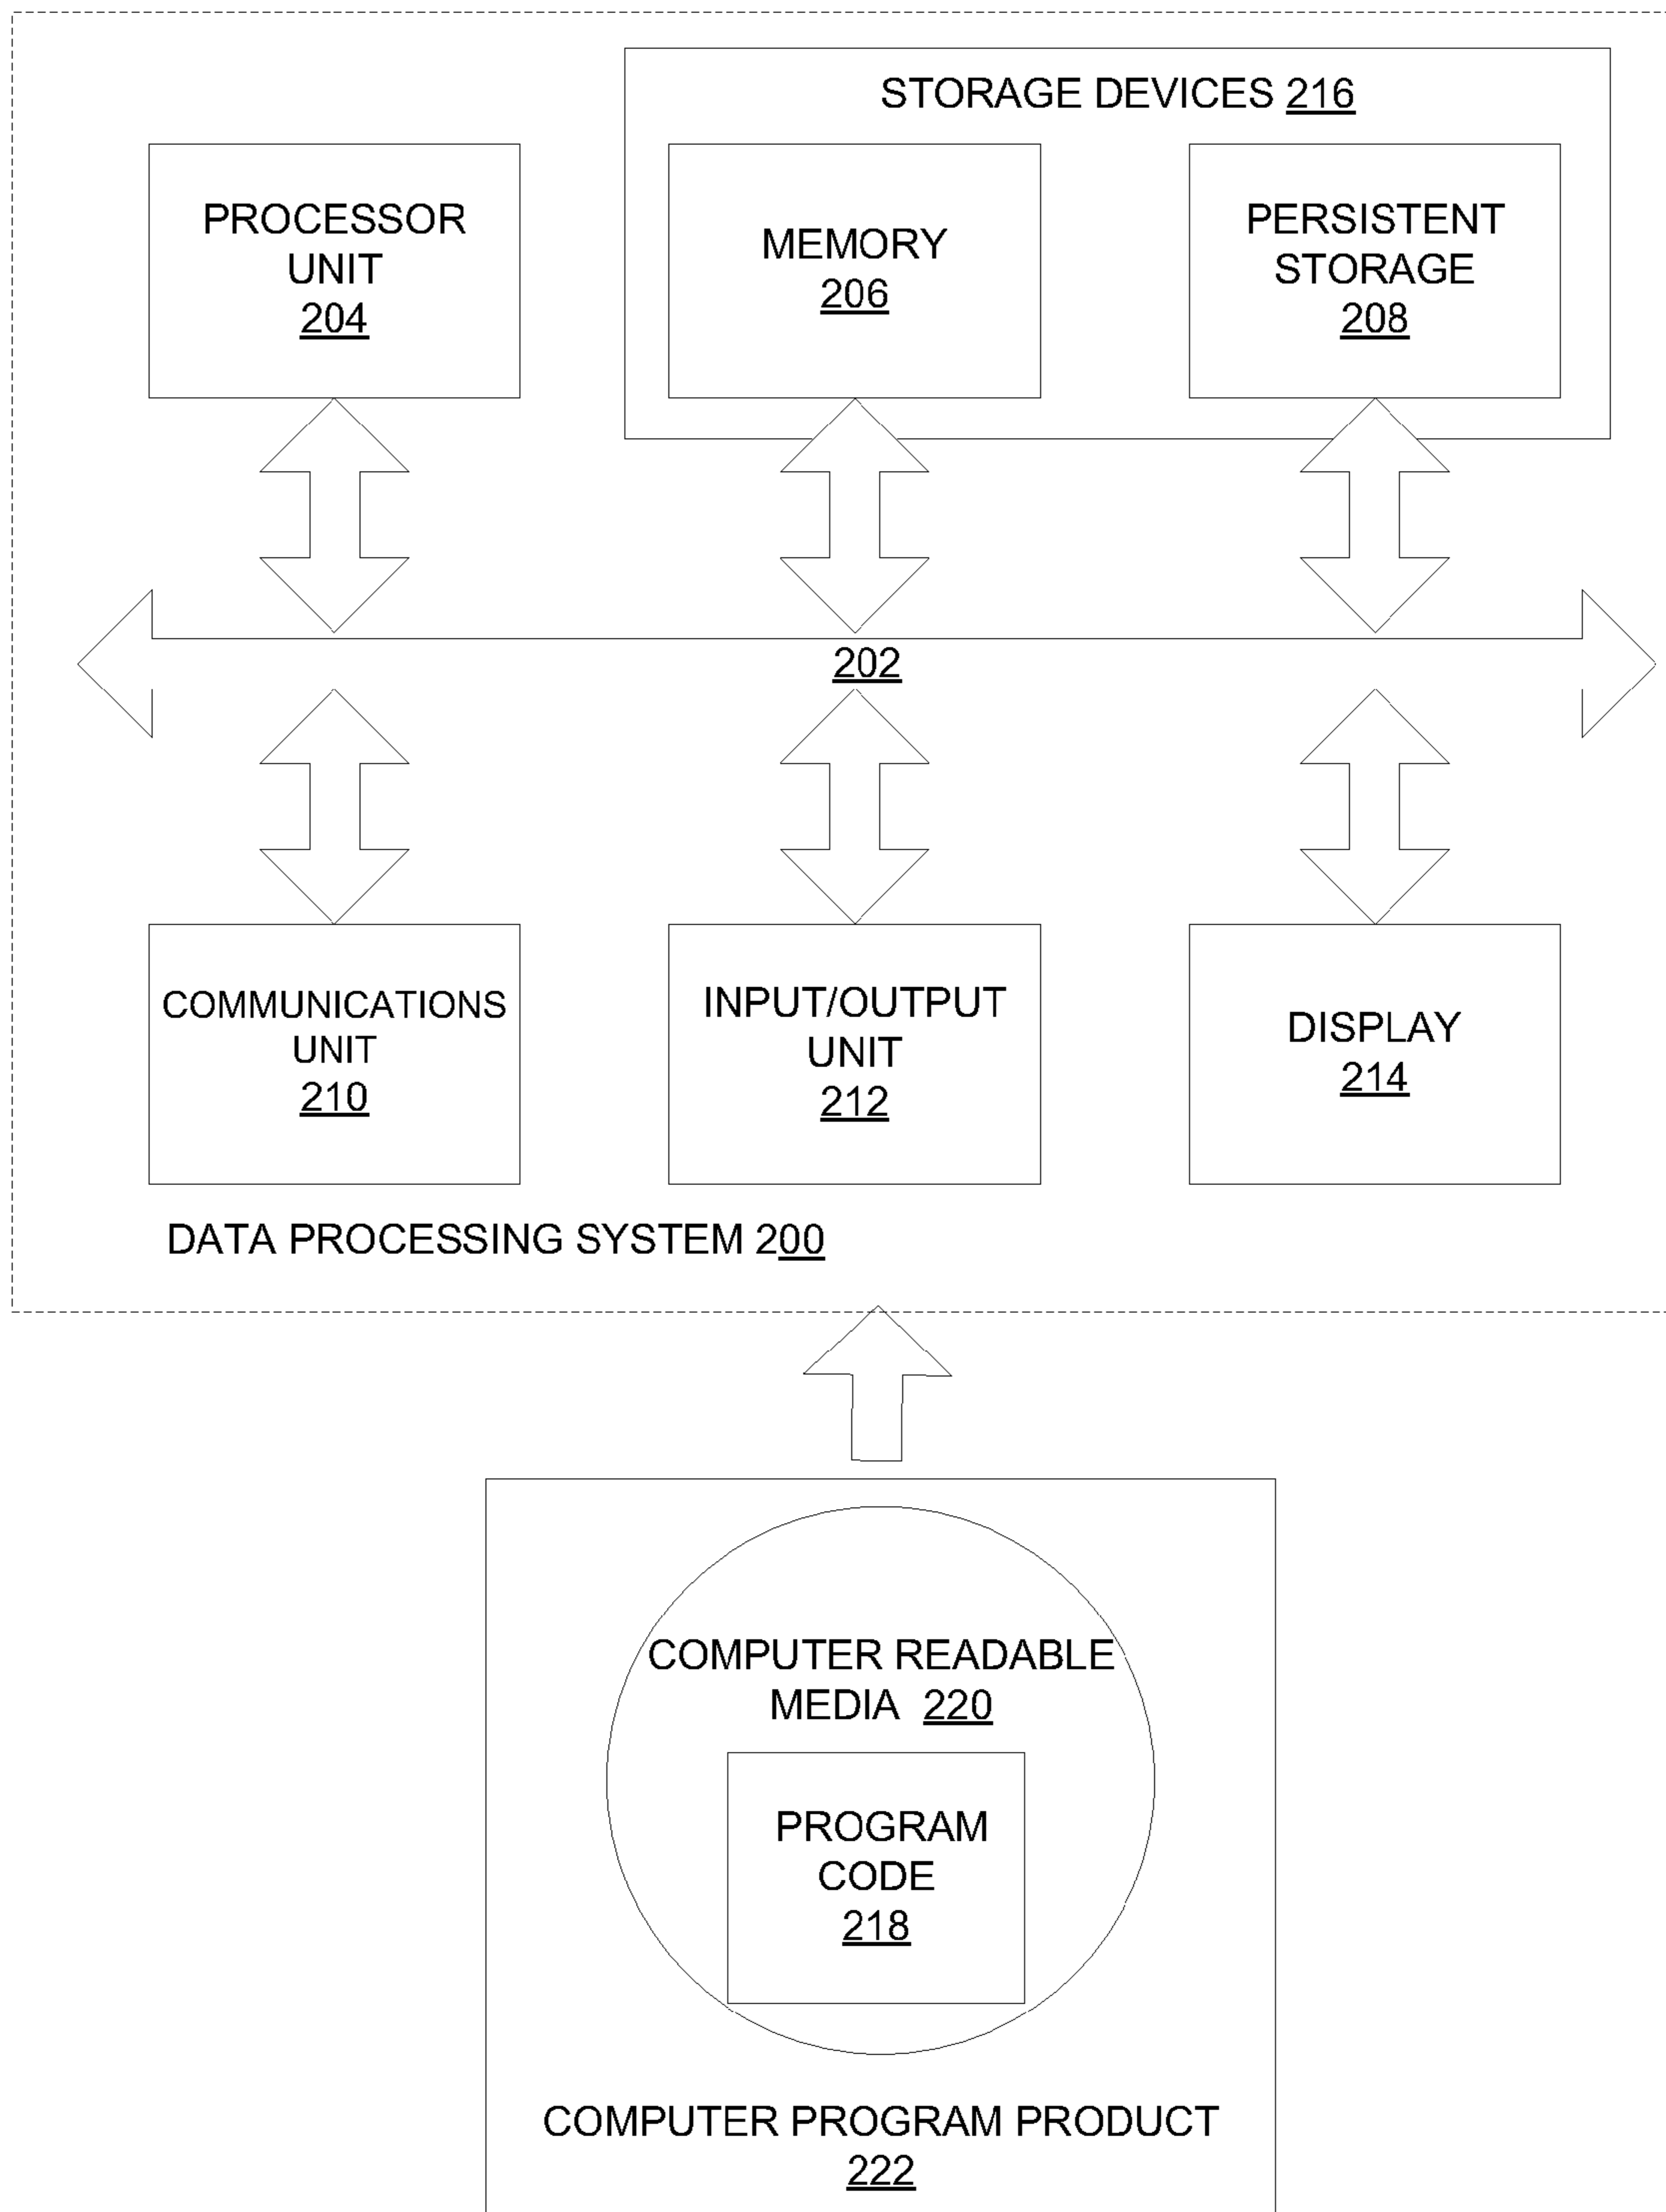 STORAGE DEVICES 216
PROCESSOR
UNIT
204
MEMORY
206
PERSISTENT
STORAGE
208
202
COMMUNICATIONS
UNIT
210
INPUT/OUTPUT
UNIT
212
DISPLAY
214
DATA PROCESSING SYSTEM 200
COMPUTER READABLE
MEDIA 220
PROGRAM
CODE
218
COMPUTER PROGRAM PRODUCT
222